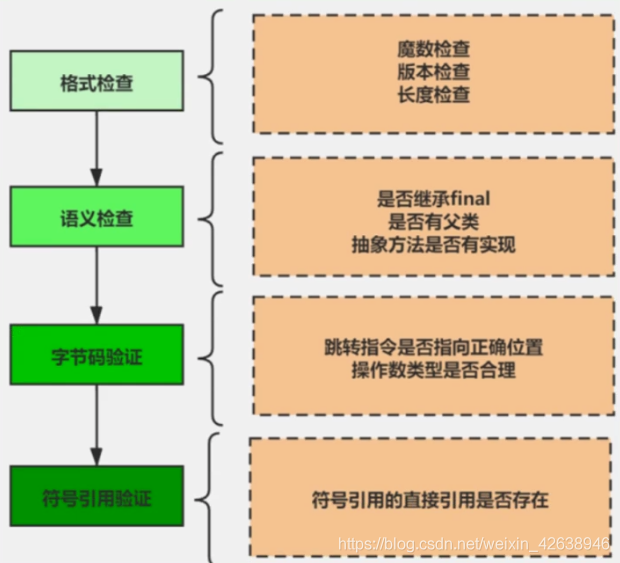 格式检查
魔数检查
版本检查
长度检查
语义检查
是否继承final
是否有父类
抽象方法是否有实现
字节码验证
跳转指令是否指向正确位置
操作数类型是否合理
符号引用验证
符号引用的直接引用是否存在
https://blog.csdn.net/weixin_42638946